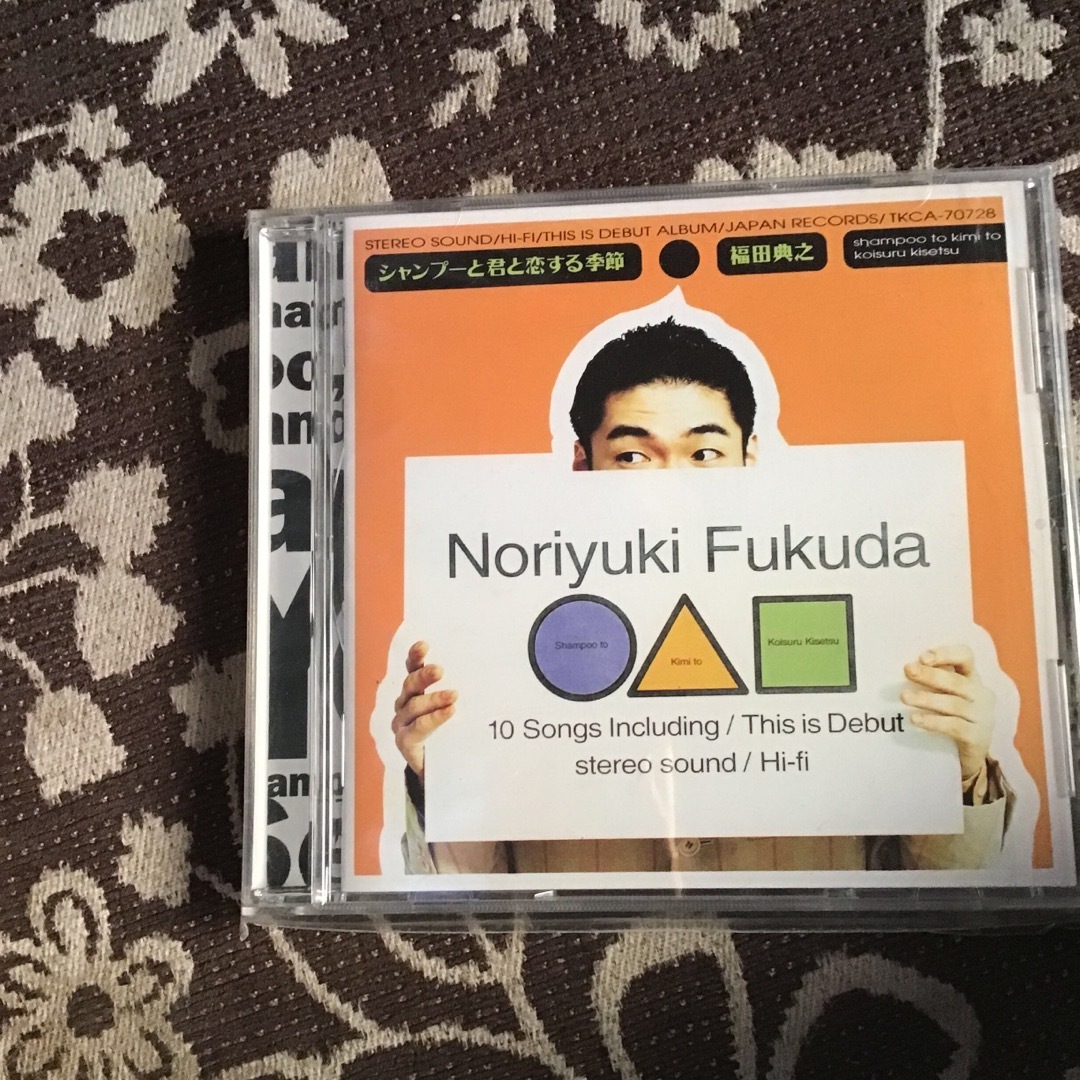 STEREO SOUND/HI-FI/THIS IS DEBUT ALBUM/JAPAN RECORDS/ TKCA-70728
シャンプーと君と恋する季節
福田典之
shampoo to kimi to
koisuru kisetsu
Noriyuki Fukuda
Shampoo to
Kimi to
Koisuru Kisetsu
10 Songs Including / This is Debut
stereo sound / Hi-fi